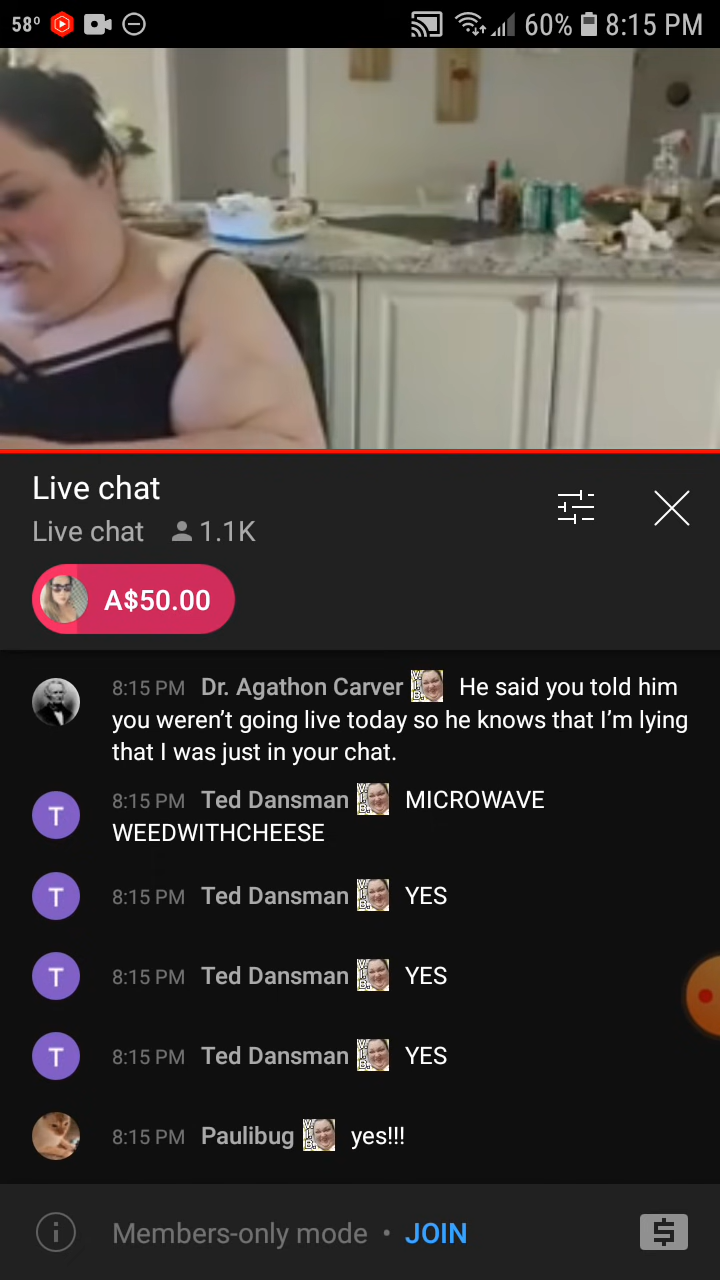 58° 60% 8:15 PM
Live chat
Live chat 1.1K
A$50.00
8:15 PM Dr. Agathon Carver He said you told him
you weren’t going live today so he knows that I’m lying
that I was just in your chat.
8:15 PM Ted Dansman MICROWAVE
WEEDWITHCHEESE
T
8:15 PM Ted Dansman YES
T
8:15 PM Ted Dansman YES
T
8:15 PM Ted Dansman YES
T
8:15 PM Paulibug yes!!!
Members-only mode • JOIN